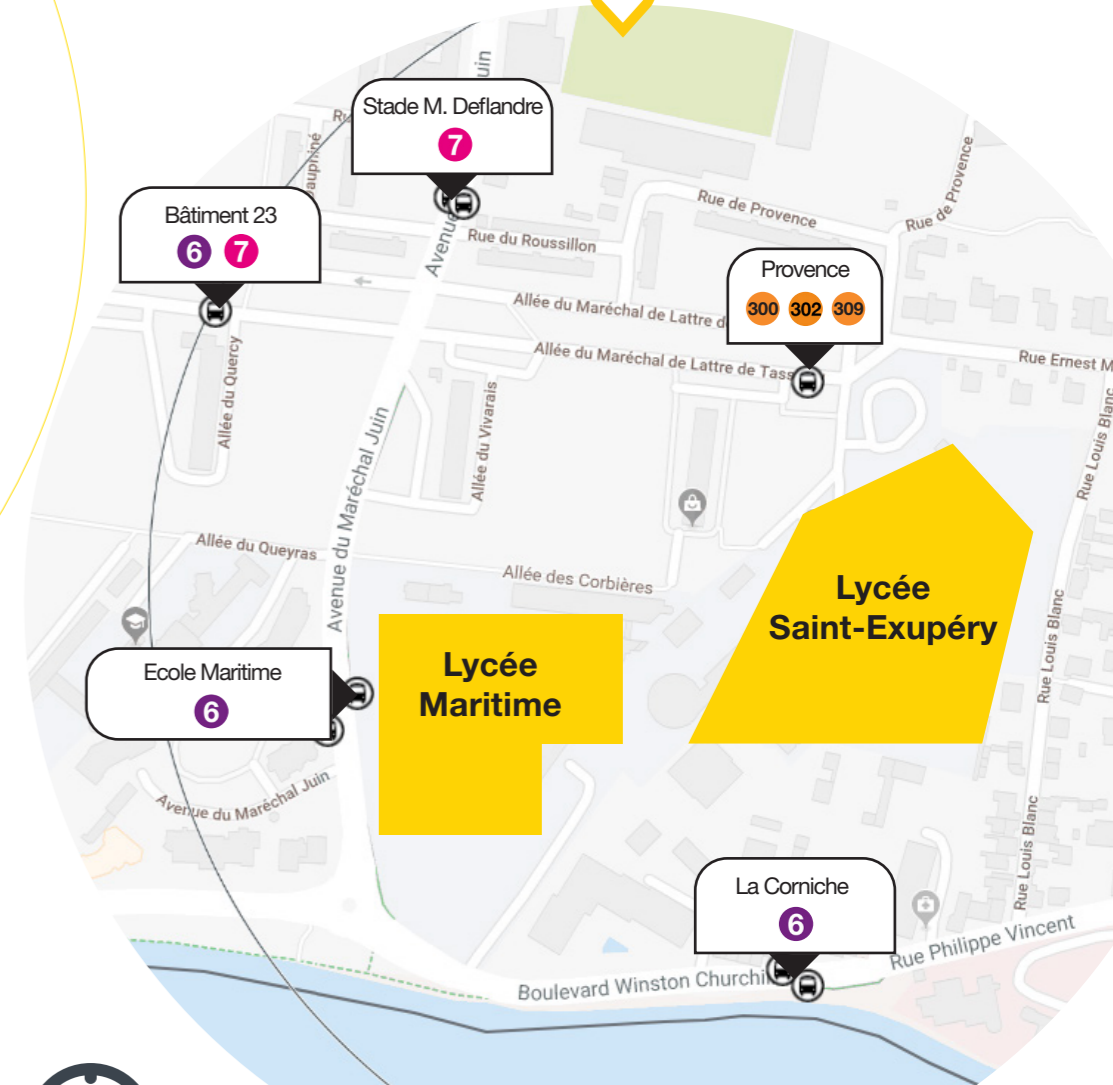 Stade M. Deflandre
7
Bâtiment 23
6 7
Rue du Roussillon
Rue de Provence
Rue de Provence
Avenue
Provence
300 302 309
Allée du Maréchal de Lattre
Allée du Maréchal de Lattre de
Rue Ernest
Allée du Quercy
Allée du Vivarais
Rue Louis Blanc
Avenue du Maréchal Juin
Allée du Queyras
Allée des Corbières
Lycée
Saint-Exupéry
Lycée
Maritime
Ecole Maritime
6
Rue Louis Blanc
Avenue du Maréchal Juin
Rue Louis Blanc
La Corniche
6
Rue Philippe Vincent
Boulevard Winston